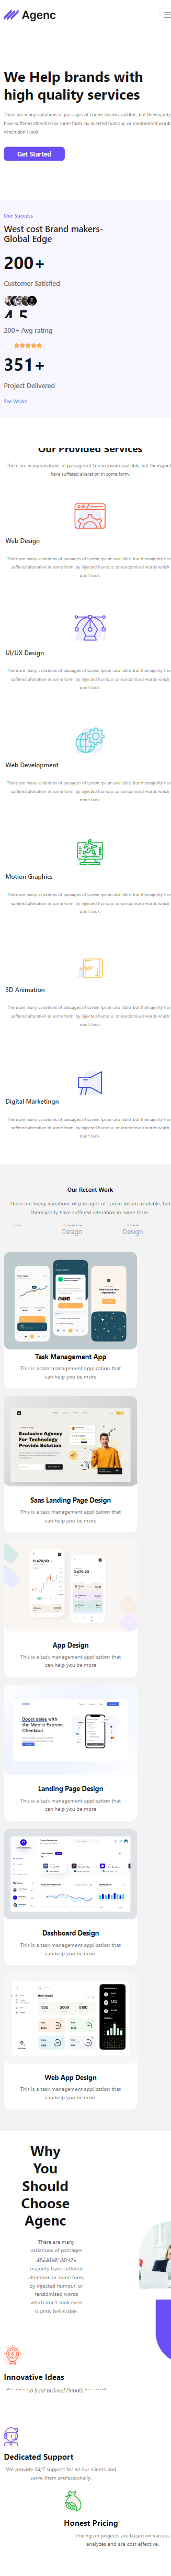 Agenc
We Help brands with
high quality services
There are many variations of passages of Lorem Ipsum available, but themajority have
suffered alteration in some form, by injected humour, or randomised words which
don't look.
Get Started
Our Success
West cost Brand makers-
Global Edge
200+
Customer Satisfied
4.5
200+ Avg rating
351+
Project Delivered
See Works
Our Provided Services
There are many variations of passages of Lorem Ipsum available, but themajority
have suffered alteration in some form.
Web Design
There are many variations of passages of Lorem Ipsum available, but themajority have
suffered alteration in some form, by injected humour, or randomised words which
don't look.
UI/UX Design
There are many variations of passages of Lorem Ipsum available, but themajority have
suffered alteration in some form, by injected humour, or randomised words which
don't look.
Web Development
There are many variations of passages of Lorem Ipsum available, but themajority have
suffered alteration in some form, by injected humour, or randomised words which
don't look.
Motion Graphics
There are many variations of passages of Lorem Ipsum available, but themajority have
suffered alteration in some form, by injected humour, or randomised words which
don't look.
3D Animation
There are many variations of passages of Lorem Ipsum available, but themajority have
suffered alteration in some form, by injected humour, or randomised words which
don't look.
Digital Marketingn
There are many variations of passages of Lorem Ipsum available, but themajority have
suffered alteration in some form, by injected humour, or randomised words which
don't look.
Our Recent Work
There are many variations of passages of Lorem Ipsum available, but
themajority have suffered alteration in some form.
Design Design
Task Management App
This is a task management application that
can help you be more
Exclusive Agency
For Technology
Provide Solution
Saas Landing Page Design
This is a task management application that
can help you be more
App Design
This is a task management application that
can help you be more
Boost sales with
the Mobile Express
Checkout
Landing Page Design
This is a task management application that
can help you be more
Dashboard Design
This is a task management application that
can help you be more
Web App Design
This is a task management application that
can help you be more
Why
You
Should
Choose
Agenc
There are many
variations of passages
of Lorem Ipsum
majority have suffered
alteration in some form,
by injected humour, or
randomised words
which don't look even
slightly believable.
Innovative Ideas
to your business model.
Dedicated Support
We provide 24/7 support for all our clients and
serve them professionally.
Honest Pricing
Pricing on projects are based on various
analyzes and are cost effective.